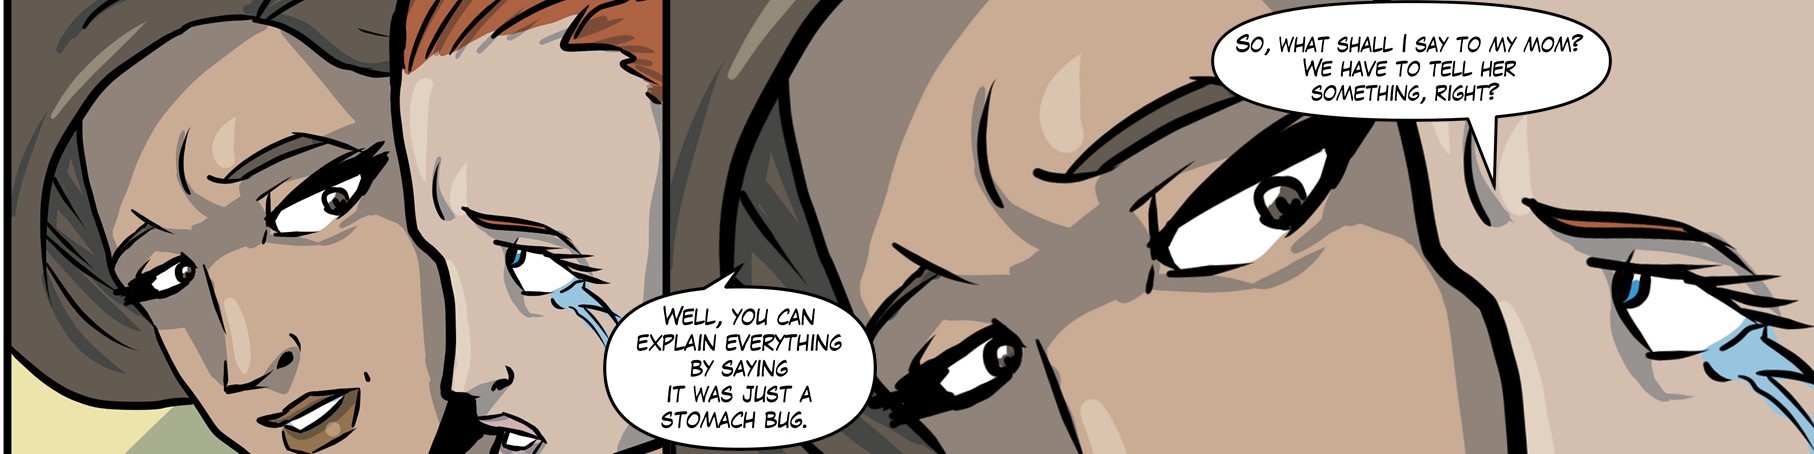 So, what shall I say to my mom?
We have to tell her
something, right?
Well, you can
explain everything
by saying
it was just a
stomach bug.